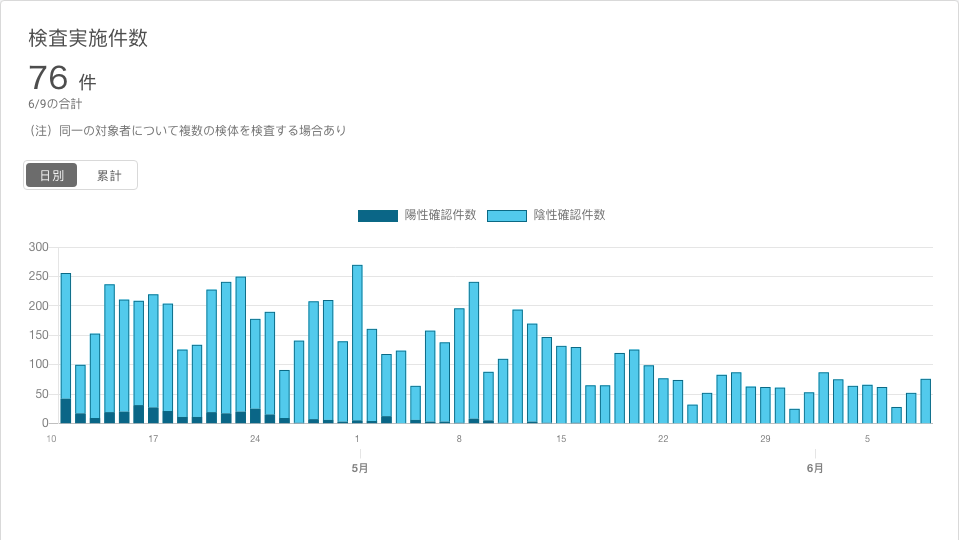 検査実施件数
76 件
6/9の合計
（注）同一の対象者について複数の検体を検査する場合あり
日別 累計
陽性確認件数 陰性確認件数
300
250
200
150
100
50
0
10 17 24 1 8 15 22 29 5
5月 6月